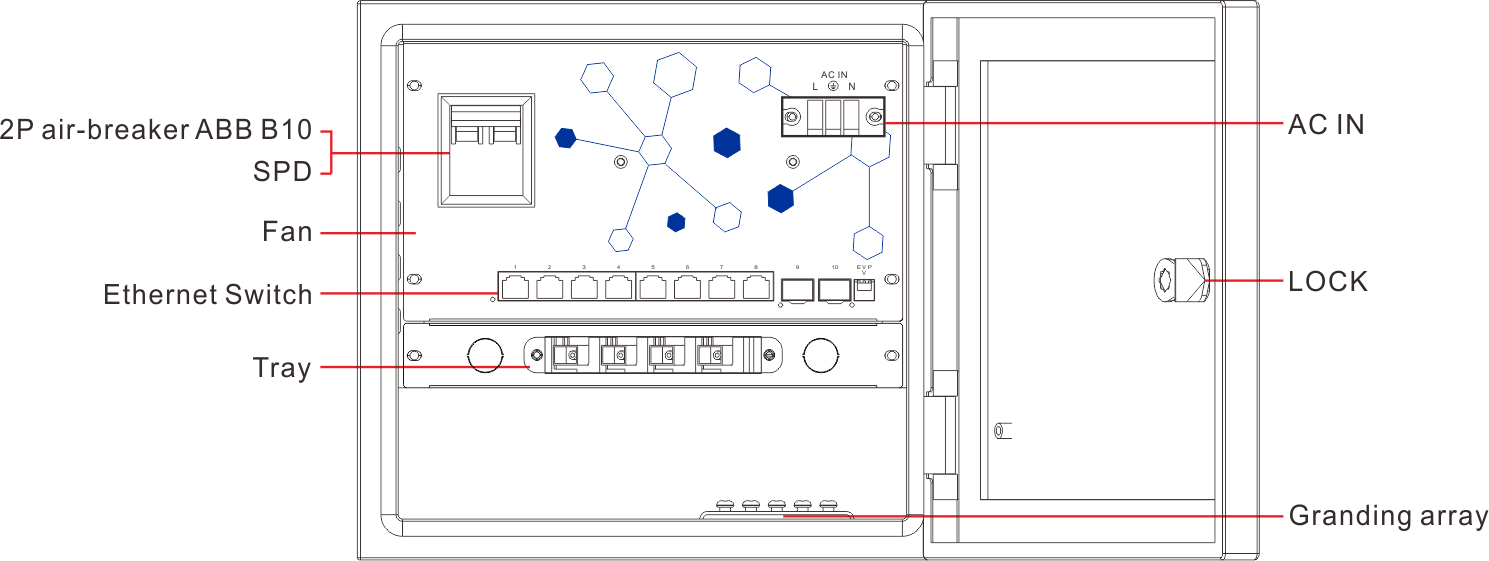 AC IN
L N
2P air-breaker ABB B10
SPD
AC IN
Fan
1 2 3 4 5 6 7 8 9 10 E V P
V
Ethernet Switch
LOCK
Tray
Granding array